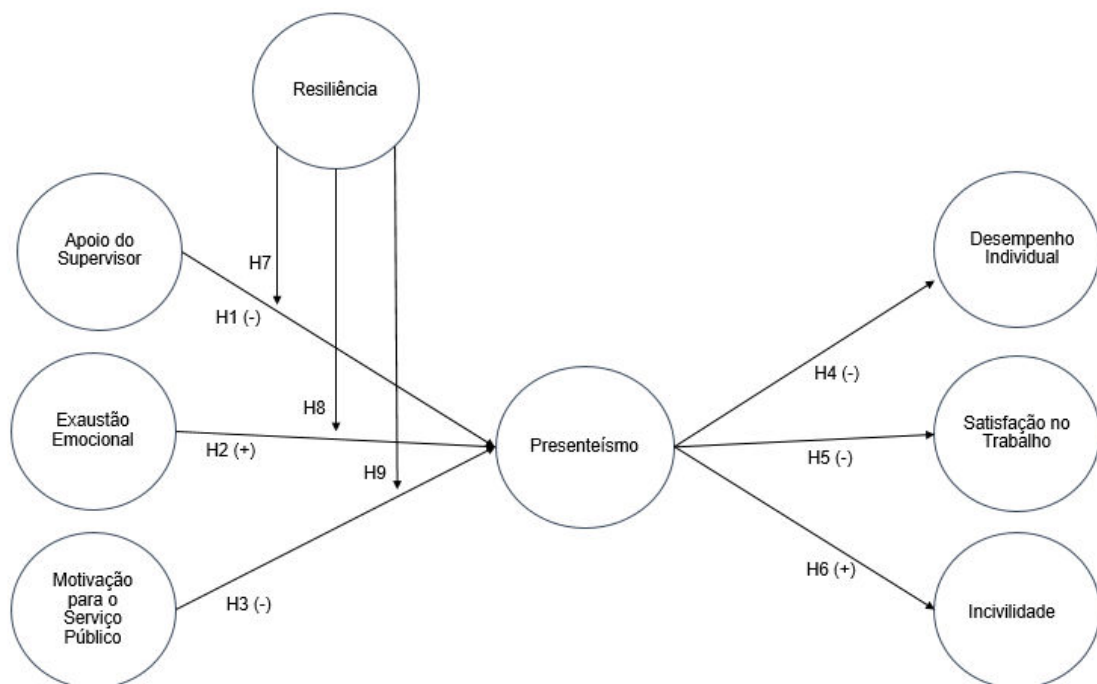 Resiliência
Apoio do
Supervisor
H7
H1 (-)
Exaustão
Emocional
H8
H2 (+)
H9
Motivação
para o
Serviço
Público
H3 (-)
Presenteísmo
Desempenho
Individual
H4 (-)
Satisfação no
Trabalho
H5 (-)
H6 (+)
Incivilidade